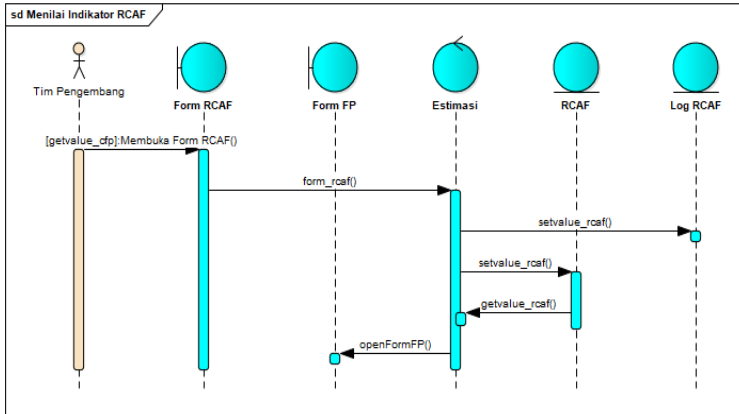 sd Menilai Indikator RCAF
Tim Pengembang
Form RCAF
Form FP
Estimasi
RCAF
Log RCAF
[getvalue_cfp]:Membuka Form RCAF()
form_rcaf()
setvalue_rcaf()
setvalue_rcaf()
getvalue_rcaf()
openFormFP()